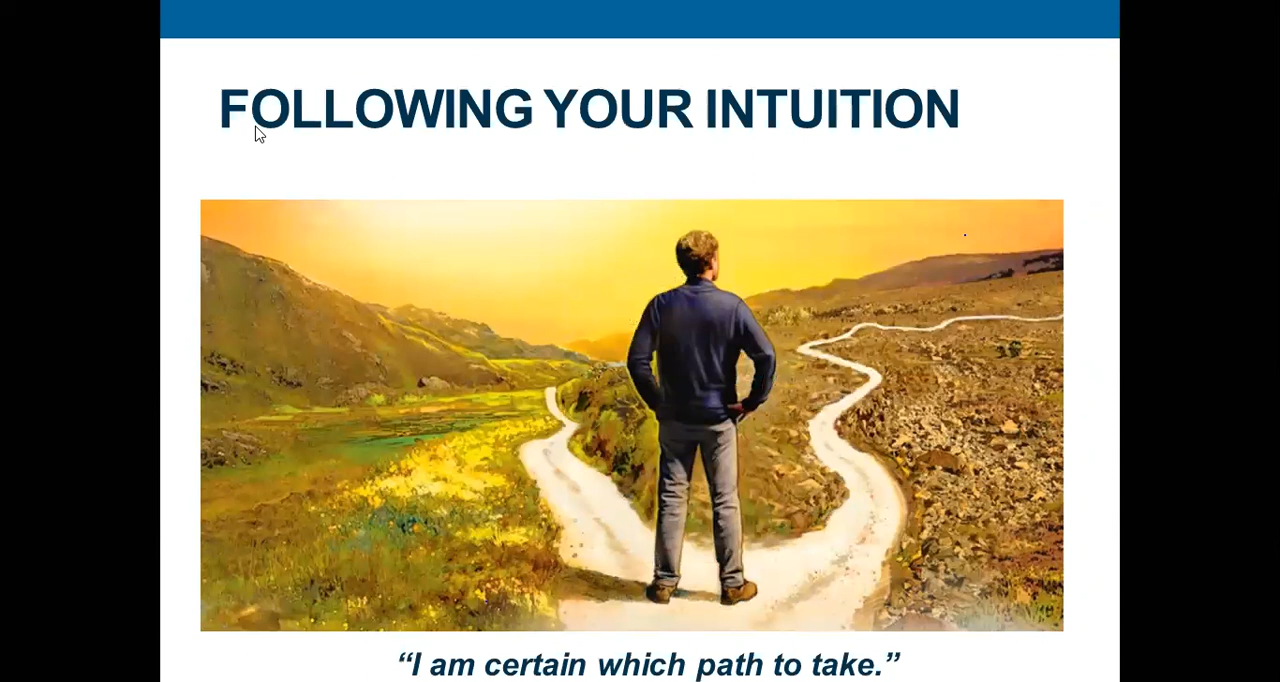 FOLLOWING YOUR INTUITION
“I am certain which path to take.”